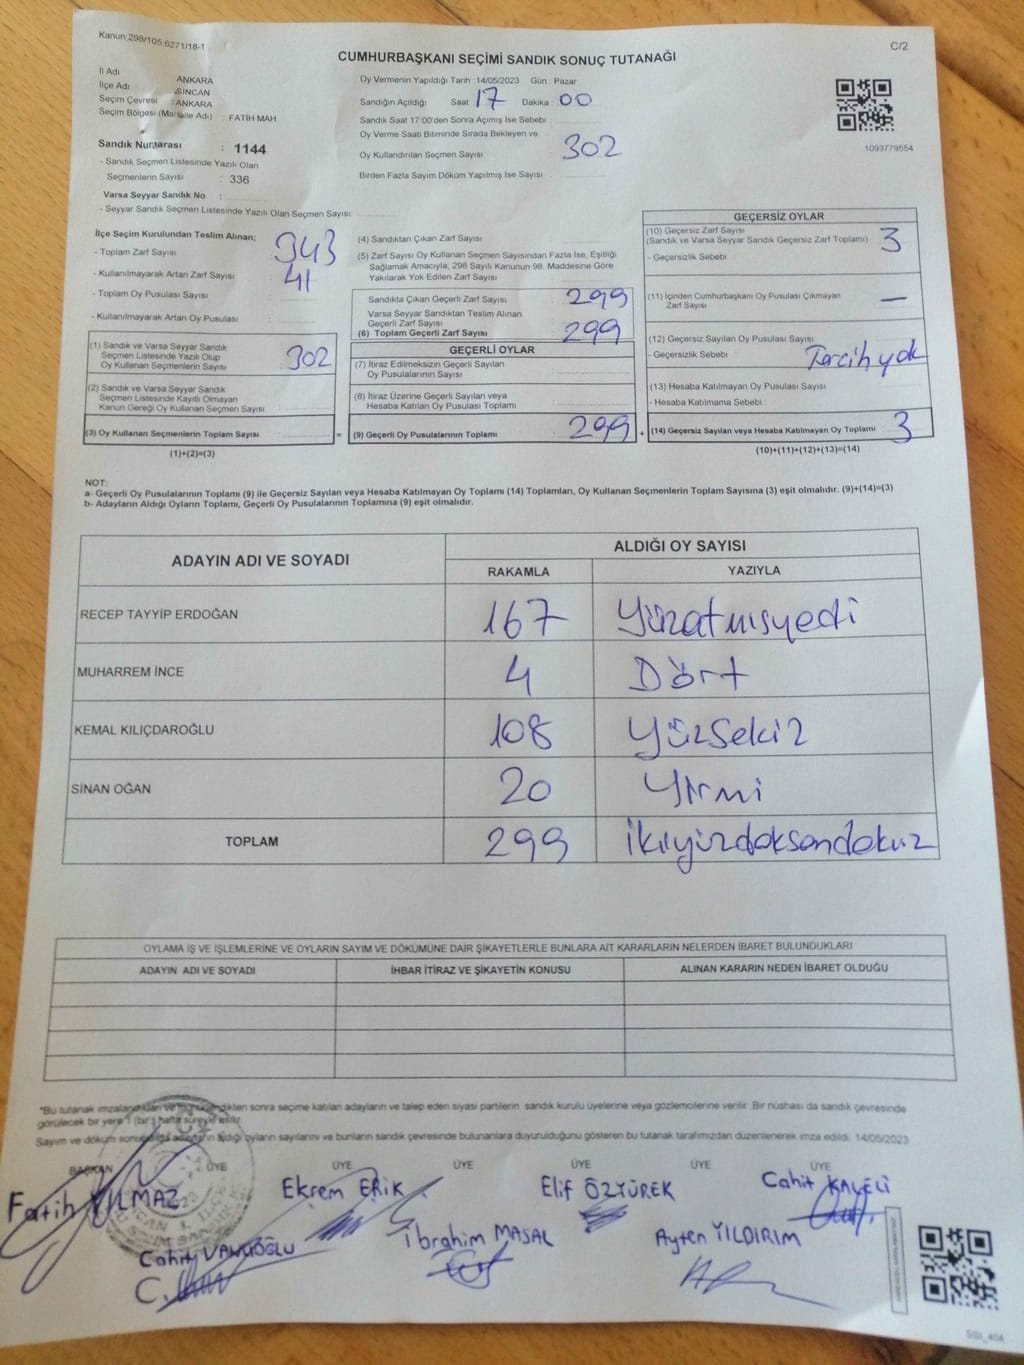 Kanun:298/105,6271/18-1
C/2
CUMHURBAŞKANI SEÇİMİ SANDIK SONUÇ TUTANAĞI
İl Adı ANKARA
İlçe Adı SİNCAN
Seçim Çevresi : ANKARA
Seçim Bölgesi (Mahalle Adı) : FATİH MAH
Sandık Numarası : 1144
- Sandık Seçmen Listesinde Yazılı Olan
Seçmenlerin Sayısı : 336
Varsa Seyyar Sandık No :
- Seyyar Sandık Seçmen Listesinde Yazılı Olan Seçmen Sayısı:
Oy Vermenin Yapıldığı Tarih : 14/05/2023 Gün : Pazar
Sandığın Açıldığı Saat 17 Dakika 00
Sandık Saat 17:00'den Sonra Açımış İse Sebebi :
Oy Verme Saati Bitiminde Sırada Bekleyen ve
Oy Kullandırılan Seçmen Sayısı 302
Birden Fazla Sayım Döküm Yapılmış İse Sayısı
1093779554
İlçe Seçim Kurulundan Teslim Alınan;
- Toplam Zarf Sayısı 343
- Kullanılmayarak Artan Zarf Sayısı 41
- Toplam Oy Pusulası Sayısı
- Kullanılmayarak Artan Oy Pusulası
(1) Sandık ve Varsa Seyyar Sandık
Seçmen Listesinde Yazılı Olup
Oy Kullanan Seçmenlerin Sayısı 302
(2) Sandık ve Varsa Seyyar Sandık
Seçmen Listesinde Kayıtlı Olmayan
Kanun Gereği Oy Kullanan Seçmen Sayısı
(3) Oy Kullanan Seçmenlerin Toplam Sayısı
(1)+(2)=(3)
(4) Sandıktan Çıkan Zarf Sayısı
(5) Zarf Sayısı Oy Kullanan Seçmen Sayısından Fazla İse, Eşitliği
Sağlamak Amacıyla; 298 Sayılı Kanunun 98. Maddesine Göre
Yakılarak Yok Edilen Zarf Sayısı
Sandıkta Çıkan Geçerli Zarf Sayısı 299
Varsa Seyyar Sandıktan Teslim Alınan
Geçerli Zarf Sayısı
(6) Toplam Geçerli Zarf Sayısı 299
GEÇERLİ OYLAR
(7) İtiraz Edilmeksizin Geçerli Sayılan
Oy Pusulalarının Sayısı
(8) İtiraz Üzerine Geçerli Sayılan veya
Hesaba Katılan Oy Pusulası Toplamı
= (9) Geçerli Oy Pusulalarının Toplamı 299
GEÇERSİZ OYLAR
(10) Geçersiz Zarf Sayısı
(Sandık ve Varsa Seyyar Sandık Geçersiz Zarf Toplamı) 3
- Geçersizlik Sebebi
(11) İçinden Cumhurbaşkanı Oy Pusulası Çıkmayan
Zarf Sayısı —
(12) Geçersiz Sayılan Oy Pusulası Sayısı
- Geçersizlik Sebebi : Tercih yok
(13) Hesaba Katılmayan Oy Pusulası Sayısı
- Hesaba Katılmama Sebebi :
+ (14) Geçersiz Sayılan veya Hesaba Katılmayan Oy Toplamı : 3
(10)+(11)+(12)+(13)=(14)
NOT:
a- Geçerli Oy Pusulalarının Toplamı (9) ile Geçersiz Sayılan veya Hesaba Katılmayan Oy Toplamı (14) Toplamları, Oy Kullanan Seçmenlerin Toplam Sayısına (3) eşit olmalıdır. (9)+(14)=(3)
b- Adayların Aldığı Oyların Toplamı, Geçerli Oy Pusulalarının Toplamına (9) eşit olmalıdır.
ADAYIN ADI VE SOYADI ALDIĞI OY SAYISI
RAKAMLA YAZIYLA
RECEP TAYYİP ERDOĞAN 167 Yüzatmışyedi
MUHARREM İNCE 4 Dört
KEMAL KILIÇDAROĞLU 108 Yüzsekiz
SİNAN OĞAN 20 Yirmi
TOPLAM 299 ikiyüzdoksandokuz
OYLAMA İŞ VE İŞLEMLERİNE VE OYLARIN SAYIM VE DÖKÜMÜNE DAİR ŞİKAYETLERLE BUNLARA AİT KARARLARIN NELERDEN İBARET BULUNDUKLARI
ADAYIN ADI VE SOYADI İHBAR İTİRAZ VE ŞİKAYETİN KONUSU ALINAN KARARIN NEDEN İBARET OLDUĞU
*Bu tutanak imzalandıktan ve mühürlendikten sonra seçime katılan adayların ve talep eden siyasi partilerin sandık kurulu üyelerine veya gözlemcilerine verilir. Bir nüshası da sandık çevresinde
görülecek bir yere 1 (bir) hafta süreyle asılır.
Sayım ve döküm sonunda adayların aldığı oyların sayılarını ve bunların sandık çevresinde bulunanlara duyurulduğunu gösteren bu tutanak tarafımızdan düzenlenerek imza edildi. 14/05/2023
BAŞKAN ÜYE ÜYE ÜYE ÜYE ÜYE ÜYE
Fatih YILMAZ Ekrem ERİK Elif ÖZTÜREK Cahit
İbrahim MASAL Ayten YILDIRIM
Cahit